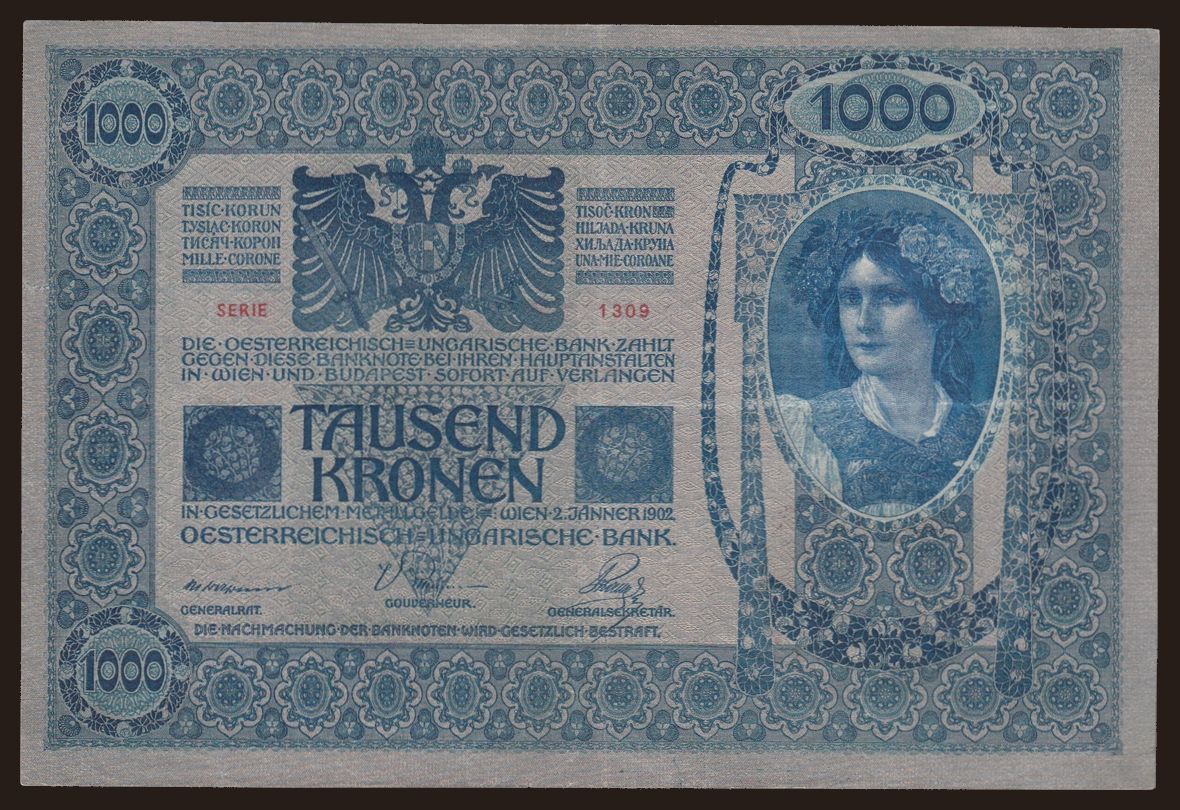 1000
1000
TISÍC·KORUN
TYSIĄC·KORON
ТИСЯЧ·КОРОН
MILLE·CORONE
TISOČ·KRON
HILJADA·KRUNA
ХИЉАДА·КРУНА
UNA·MIE·COROANE
SERIE
1309
DIE·OESTERREICHISCH=UNGARISCHE·BANK·ZAHLT
GEGEN·DIESE·BANKNOTE·BEI·IHREN·HAUPTANSTALTEN
IN·WIEN·UND·BUDAPEST·SOFORT·AUF·VERLANGEN
TAUSEND
KRONEN
IN·GESETZLICHEM·METALLGELDE=WIEN·2·JÄNNER 1902
OESTERREICHISCH=UNGARISCHE·BANK.
GENERALRAT.
GOUVERNEUR.
GENERALSEKRETÄR.
DIE·NACHMACHUNG·DER·BANKNOTEN·WIRD·GESETZLICH·BESTRAFT.
1000